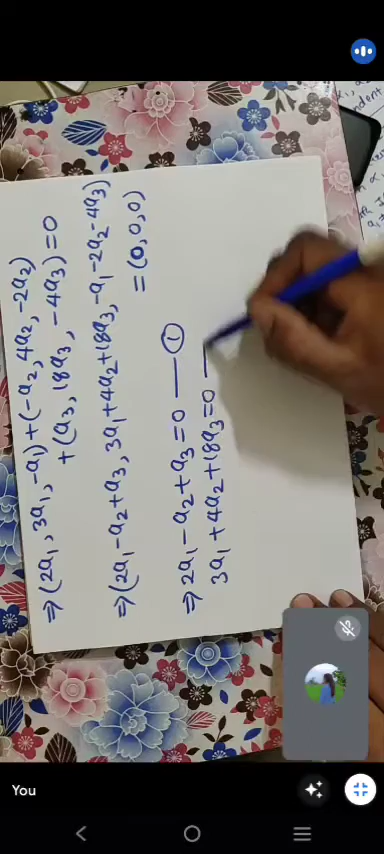 ⇒ (2a₁, 3a₁, -a₁) + (-a₂, 4a₂, -2a₂)
+ (a₃, 18a₃, -4a₃) = 0
⇒ (2a₁ - a₂ + a₃, 3a₁ + 4a₂ + 18a₃, -a₁ - 2a₂ - 4a₃)
= (0, 0, 0)
⇒ 2a₁ - a₂ + a₃ = 0 — ①
3a₁ + 4a₂ + 18a₃ = 0 —
You